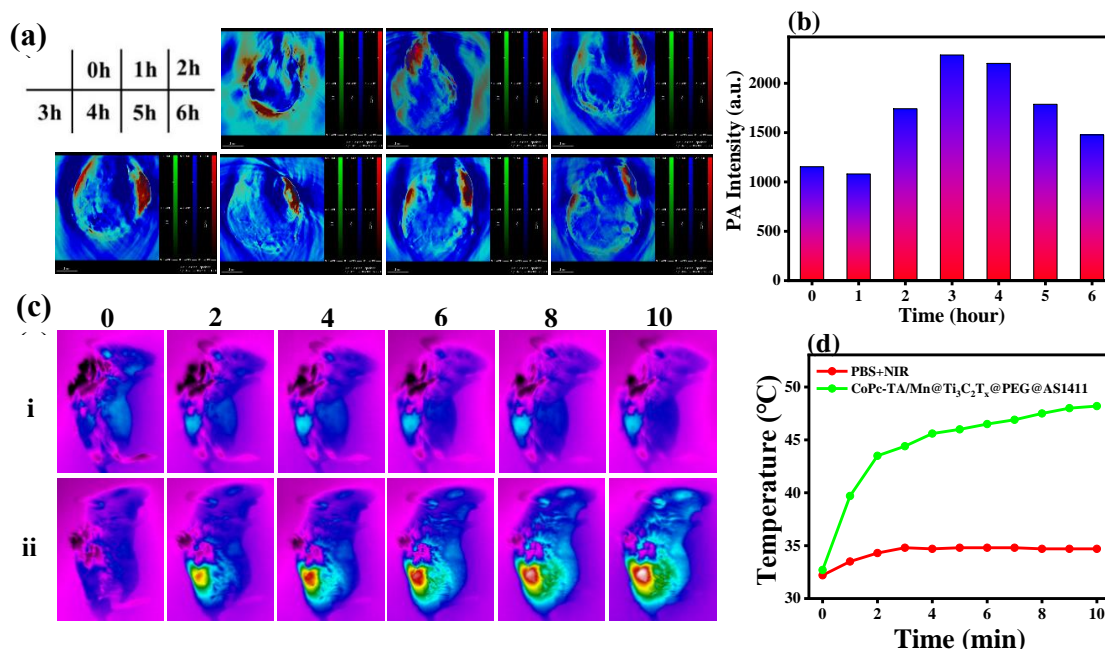 (a)
0h 1h 2h
3h 4h 5h 6h
(b)
PA Intensity (a.u.)
2000
1500
1000
500
0
0 1 2 3 4 5 6
Time (hour)
(c)
0 2 4 6 8 10
i
ii
(d)
PBS+NIR
CoPc-TA/Mn@Ti₃C₂Tₓ@PEG@AS1411
Temperature (°C)
50
45
40
35
30
0 2 4 6 8 10
Time (min)